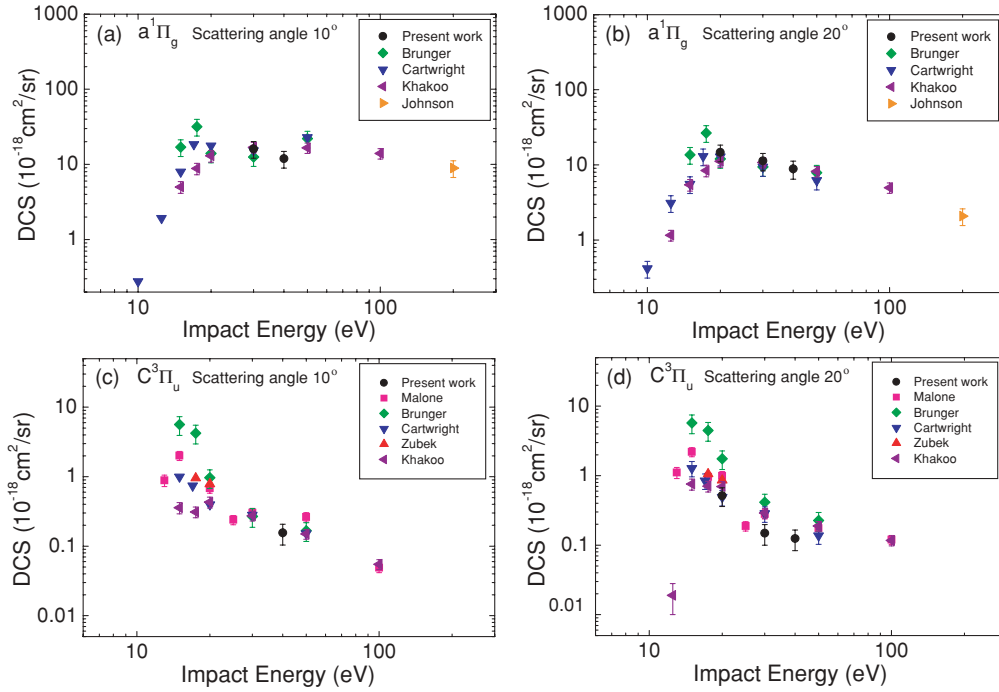 (a) a¹Πg Scattering angle 10°
Present work
Brunger
Cartwright
Khakoo
Johnson
1000
100
10
1
DCS (10⁻¹⁸cm²/sr)
10 100
Impact Energy (eV)
(b) a¹Πg Scattering angle 20°
Present work
Brunger
Cartwright
Khakoo
Johnson
1000
100
10
1
DCS (10⁻¹⁸cm²/sr)
10 100
Impact Energy (eV)
(c) C³Πu Scattering angle 10°
Present work
Malone
Brunger
Cartwright
Zubek
Khakoo
10
1
0.1
0.01
DCS (10⁻¹⁸cm²/sr)
10 100
Impact Energy (eV)
(d) C³Πu Scattering angle 20°
Present work
Malone
Brunger
Cartwright
Zubek
Khakoo
10
1
0.1
0.01
DCS (10⁻¹⁸cm²/sr)
10 100
Impact Energy (eV)